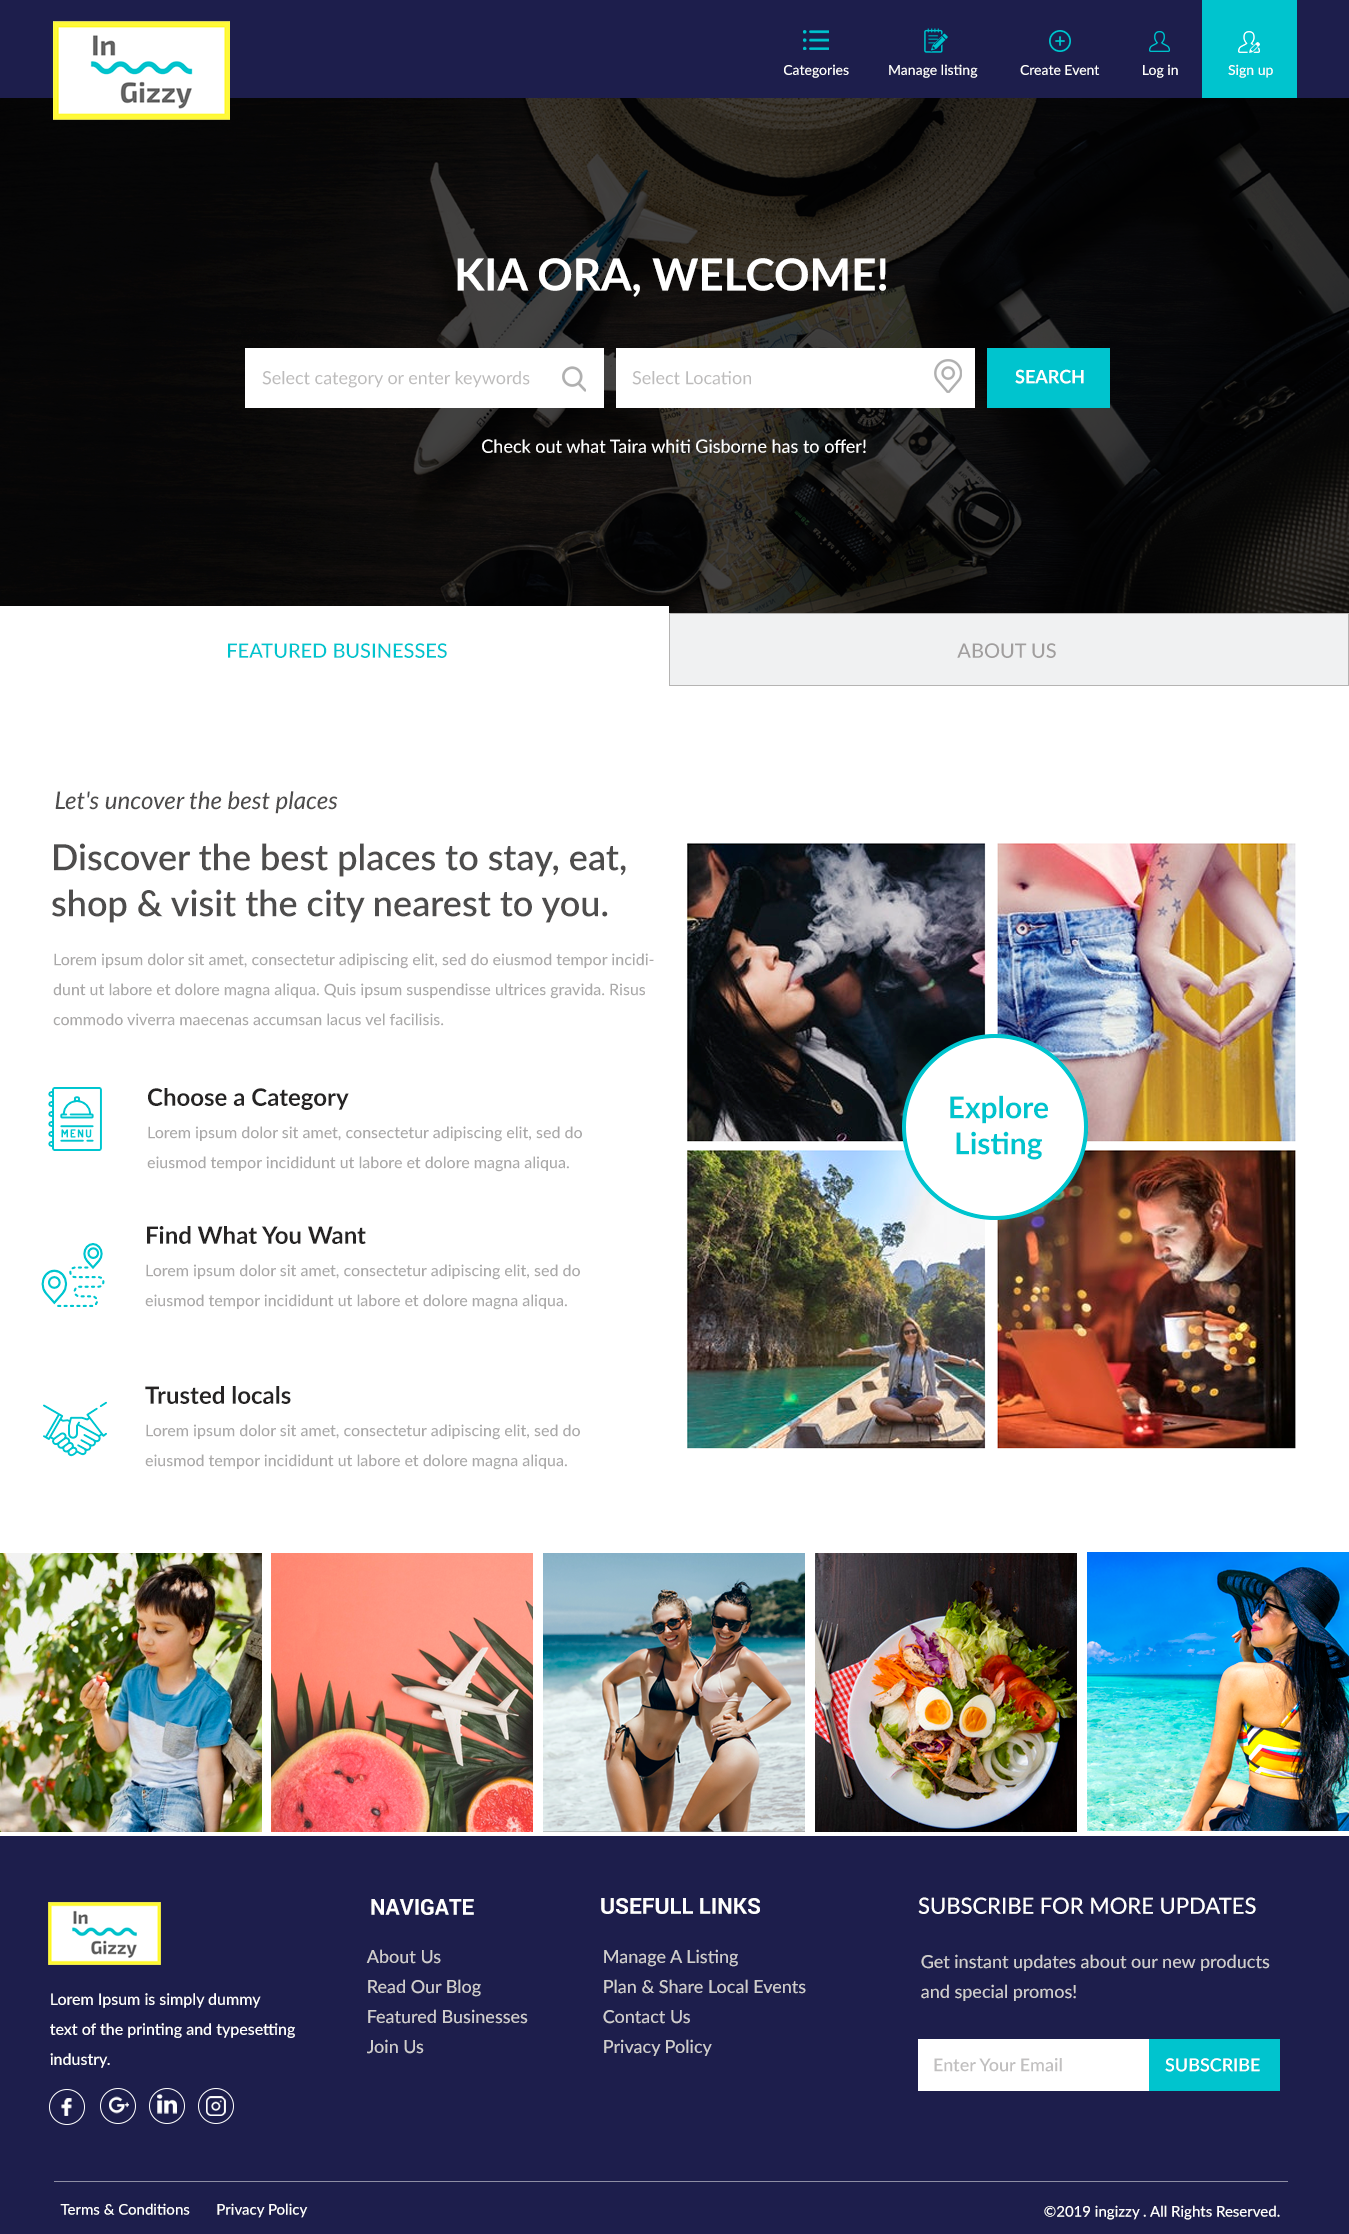 In
Gizzy
Categories
Manage listing
Create Event
Log in
Sign up
KIA ORA, WELCOME!
Select category or enter keywords
Select Location
SEARCH
Check out what Taira whiti Gisborne has to offer!
FEATURED BUSINESSES
ABOUT US
Let's uncover the best places
Discover the best places to stay, eat,
shop & visit the city nearest to you.
Lorem ipsum dolor sit amet, consectetur adipiscing elit, sed do eiusmod tempor incidi-
dunt ut labore et dolore magna aliqua. Quis ipsum suspendisse ultrices gravida. Risus
commodo viverra maecenas accumsan lacus vel facilisis.
MENU
Choose a Category
Lorem ipsum dolor sit amet, consectetur adipiscing elit, sed do
eiusmod tempor incididunt ut labore et dolore magna aliqua.
Find What You Want
Lorem ipsum dolor sit amet, consectetur adipiscing elit, sed do
eiusmod tempor incididunt ut labore et dolore magna aliqua.
Trusted locals
Lorem ipsum dolor sit amet, consectetur adipiscing elit, sed do
eiusmod tempor incididunt ut labore et dolore magna aliqua.
Explore
Listing
In
Gizzy
Lorem Ipsum is simply dummy
text of the printing and typesetting
industry.
f
G+
in
NAVIGATE
About Us
Read Our Blog
Featured Businesses
Join Us
USEFULL LINKS
Manage A Listing
Plan & Share Local Events
Contact Us
Privacy Policy
SUBSCRIBE FOR MORE UPDATES
Get instant updates about our new products
and special promos!
Enter Your Email
SUBSCRIBE
Terms & Conditions
Privacy Policy
©2019 ingizzy . All Rights Reserved.